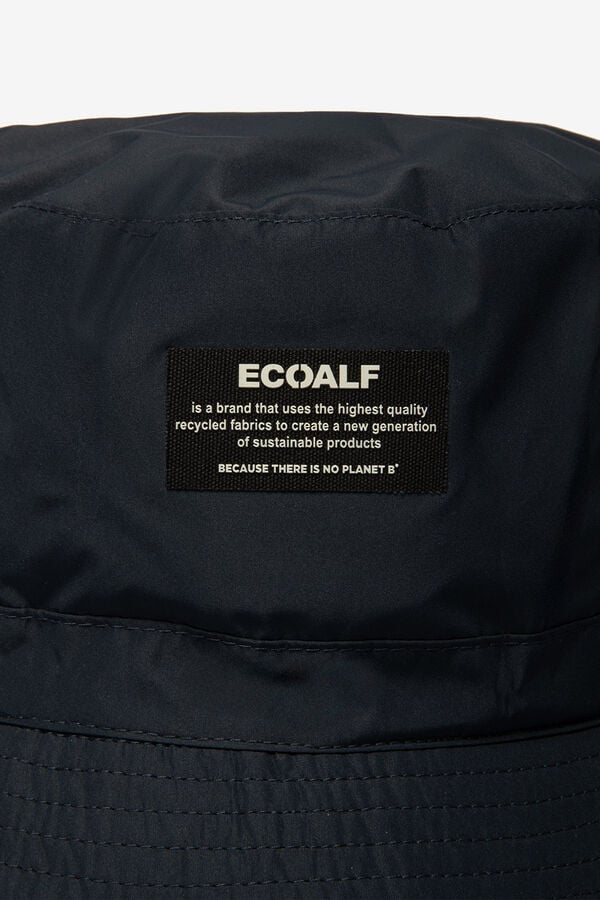 ECOALF
is a brand that uses the highest quality
recycled fabrics to create a new generation
of sustainable products
BECAUSE THERE IS NO PLANET B*